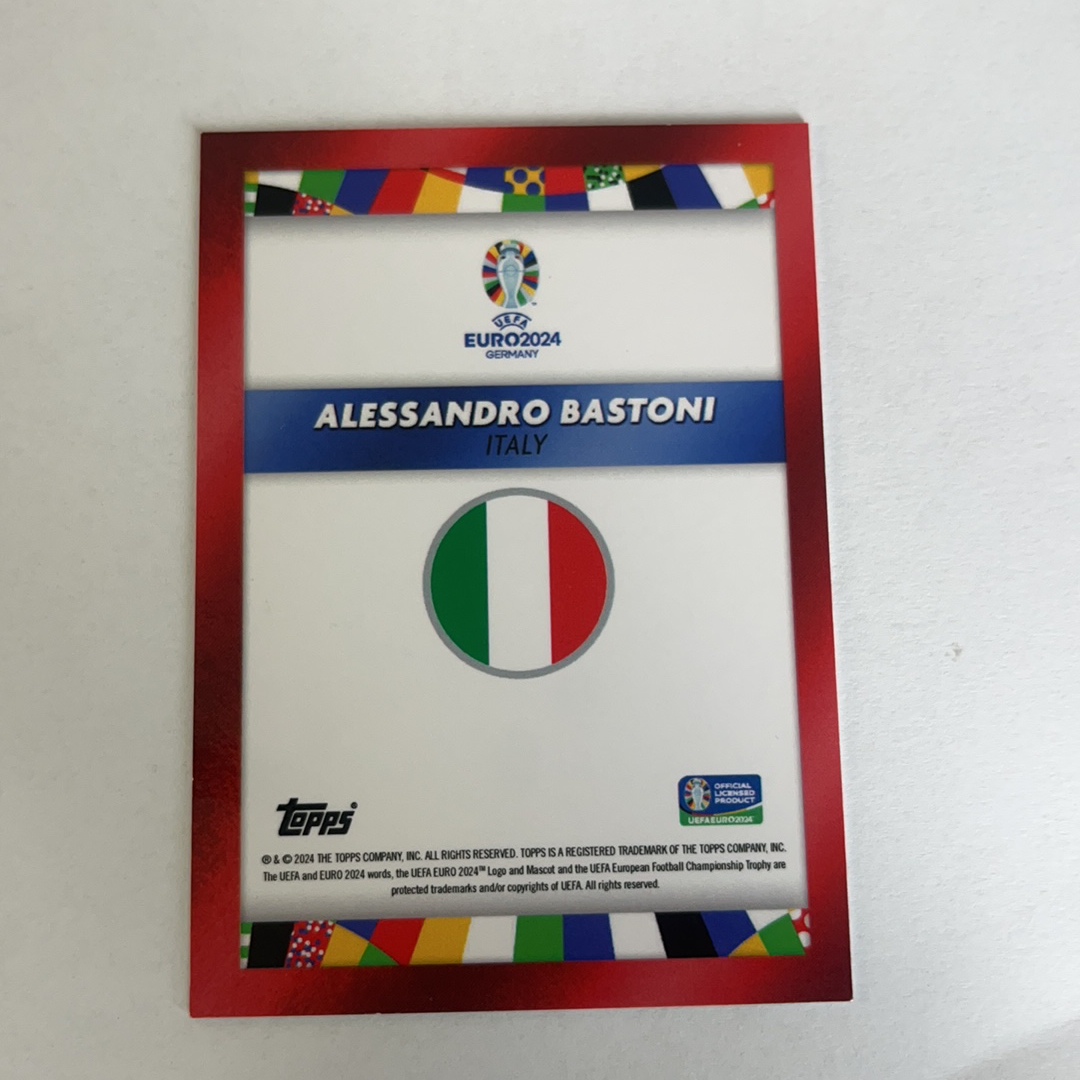 UEFA
EURO2024
GERMANY
ALESSANDRO BASTONI
ITALY
OFFICIAL
LICENSED
PRODUCT
UEFA EURO2024
topps®
® & © 2024 THE TOPPS COMPANY, INC. ALL RIGHTS RESERVED. TOPPS IS A REGISTERED TRADEMARK OF THE TOPPS COMPANY, INC.
The UEFA and EURO 2024 words, the UEFA EURO 2024™ Logo and Mascot and the UEFA European Football Championship Trophy are
protected trademarks and/or copyrights of UEFA. All rights reserved.